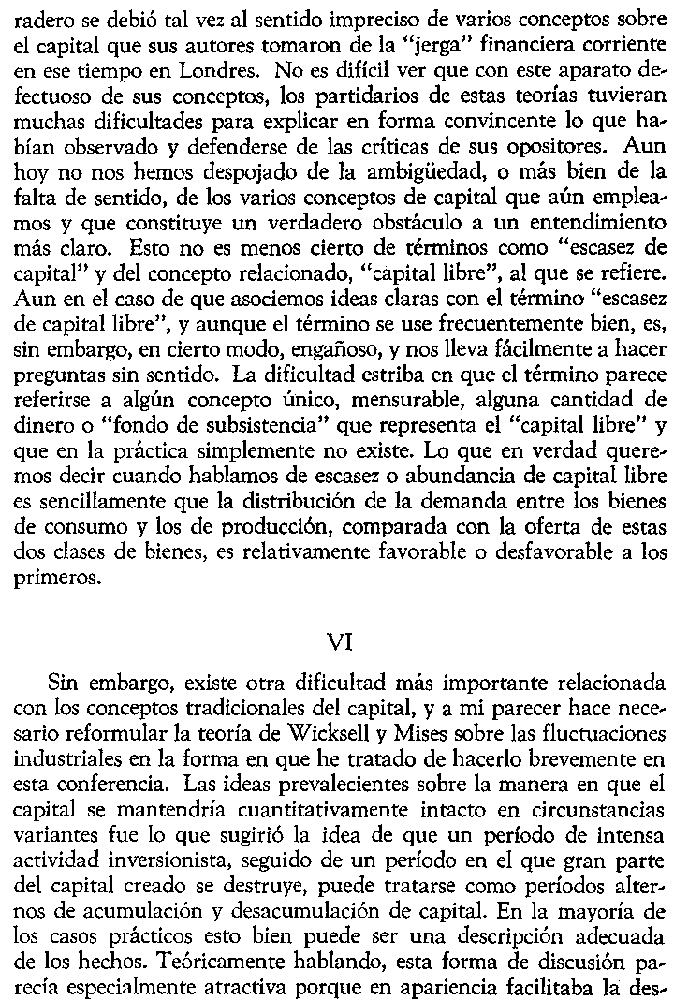 radero se debió tal vez al sentido impreciso de varios conceptos sobre
el capital que sus autores tomaron de la “jerga” financiera corriente
en ese tiempo en Londres. No es difícil ver que con este aparato de-
fectuoso de sus conceptos, los partidarios de estas teorías tuvieran
muchas dificultades para explicar en forma convincente lo que ha-
bían observado y defenderse de las críticas de sus opositores. Aun
hoy no nos hemos despojado de la ambigüedad, o más bien de la
falta de sentido, de los varios conceptos de capital que aún emplea-
mos y que constituye un verdadero obstáculo a un entendimiento
más claro. Esto no es menos cierto de términos como “escasez de
capital” y del concepto relacionado, “capital libre”, al que se refiere.
Aun en el caso de que asociemos ideas claras con el término “escasez
de capital libre”, y aunque el término se use frecuentemente bien, es,
sin embargo, en cierto modo, engañoso, y nos lleva fácilmente a hacer
preguntas sin sentido. La dificultad estriba en que el término parece
referirse a algún concepto único, mensurable, alguna cantidad de
dinero o “fondo de subsistencia” que representa el “capital libre” y
que en la práctica simplemente no existe. Lo que en verdad quere-
mos decir cuando hablamos de escasez o abundancia de capital libre
es sencillamente que la distribución de la demanda entre los bienes
de consumo y los de producción, comparada con la oferta de estas
dos clases de bienes, es relativamente favorable o desfavorable a los
primeros.
VI
Sin embargo, existe otra dificultad más importante relacionada
con los conceptos tradicionales del capital, y a mi parecer hace nece-
sario reformular la teoría de Wicksell y Mises sobre las fluctuaciones
industriales en la forma en que he tratado de hacerlo brevemente en
esta conferencia. Las ideas prevalecientes sobre la manera en que el
capital se mantendría cuantitativamente intacto en circunstancias
variantes fue lo que sugirió la idea de que un período de intensa
actividad inversionista, seguido de un período en el que gran parte
del capital creado se destruye, puede tratarse como períodos alter-
nos de acumulación y desacumulación de capital. En la mayoría de
los casos prácticos esto bien puede ser una descripción adecuada
de los hechos. Teóricamente hablando, esta forma de discusión pa-
recía especialmente atractiva porque en apariencia facilitaba la des-